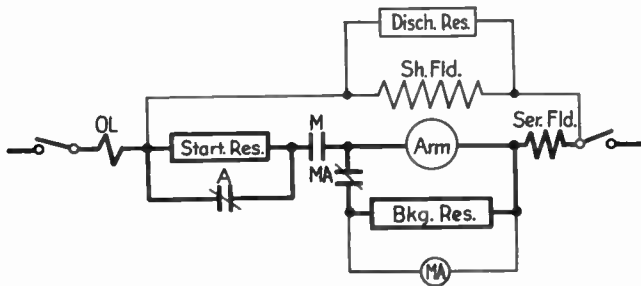 Disch. Res.
Sh. Fld.
OL
Start. Res.
M
Arm
Ser. Fld.
A
MA
Bkg. Res.
MA